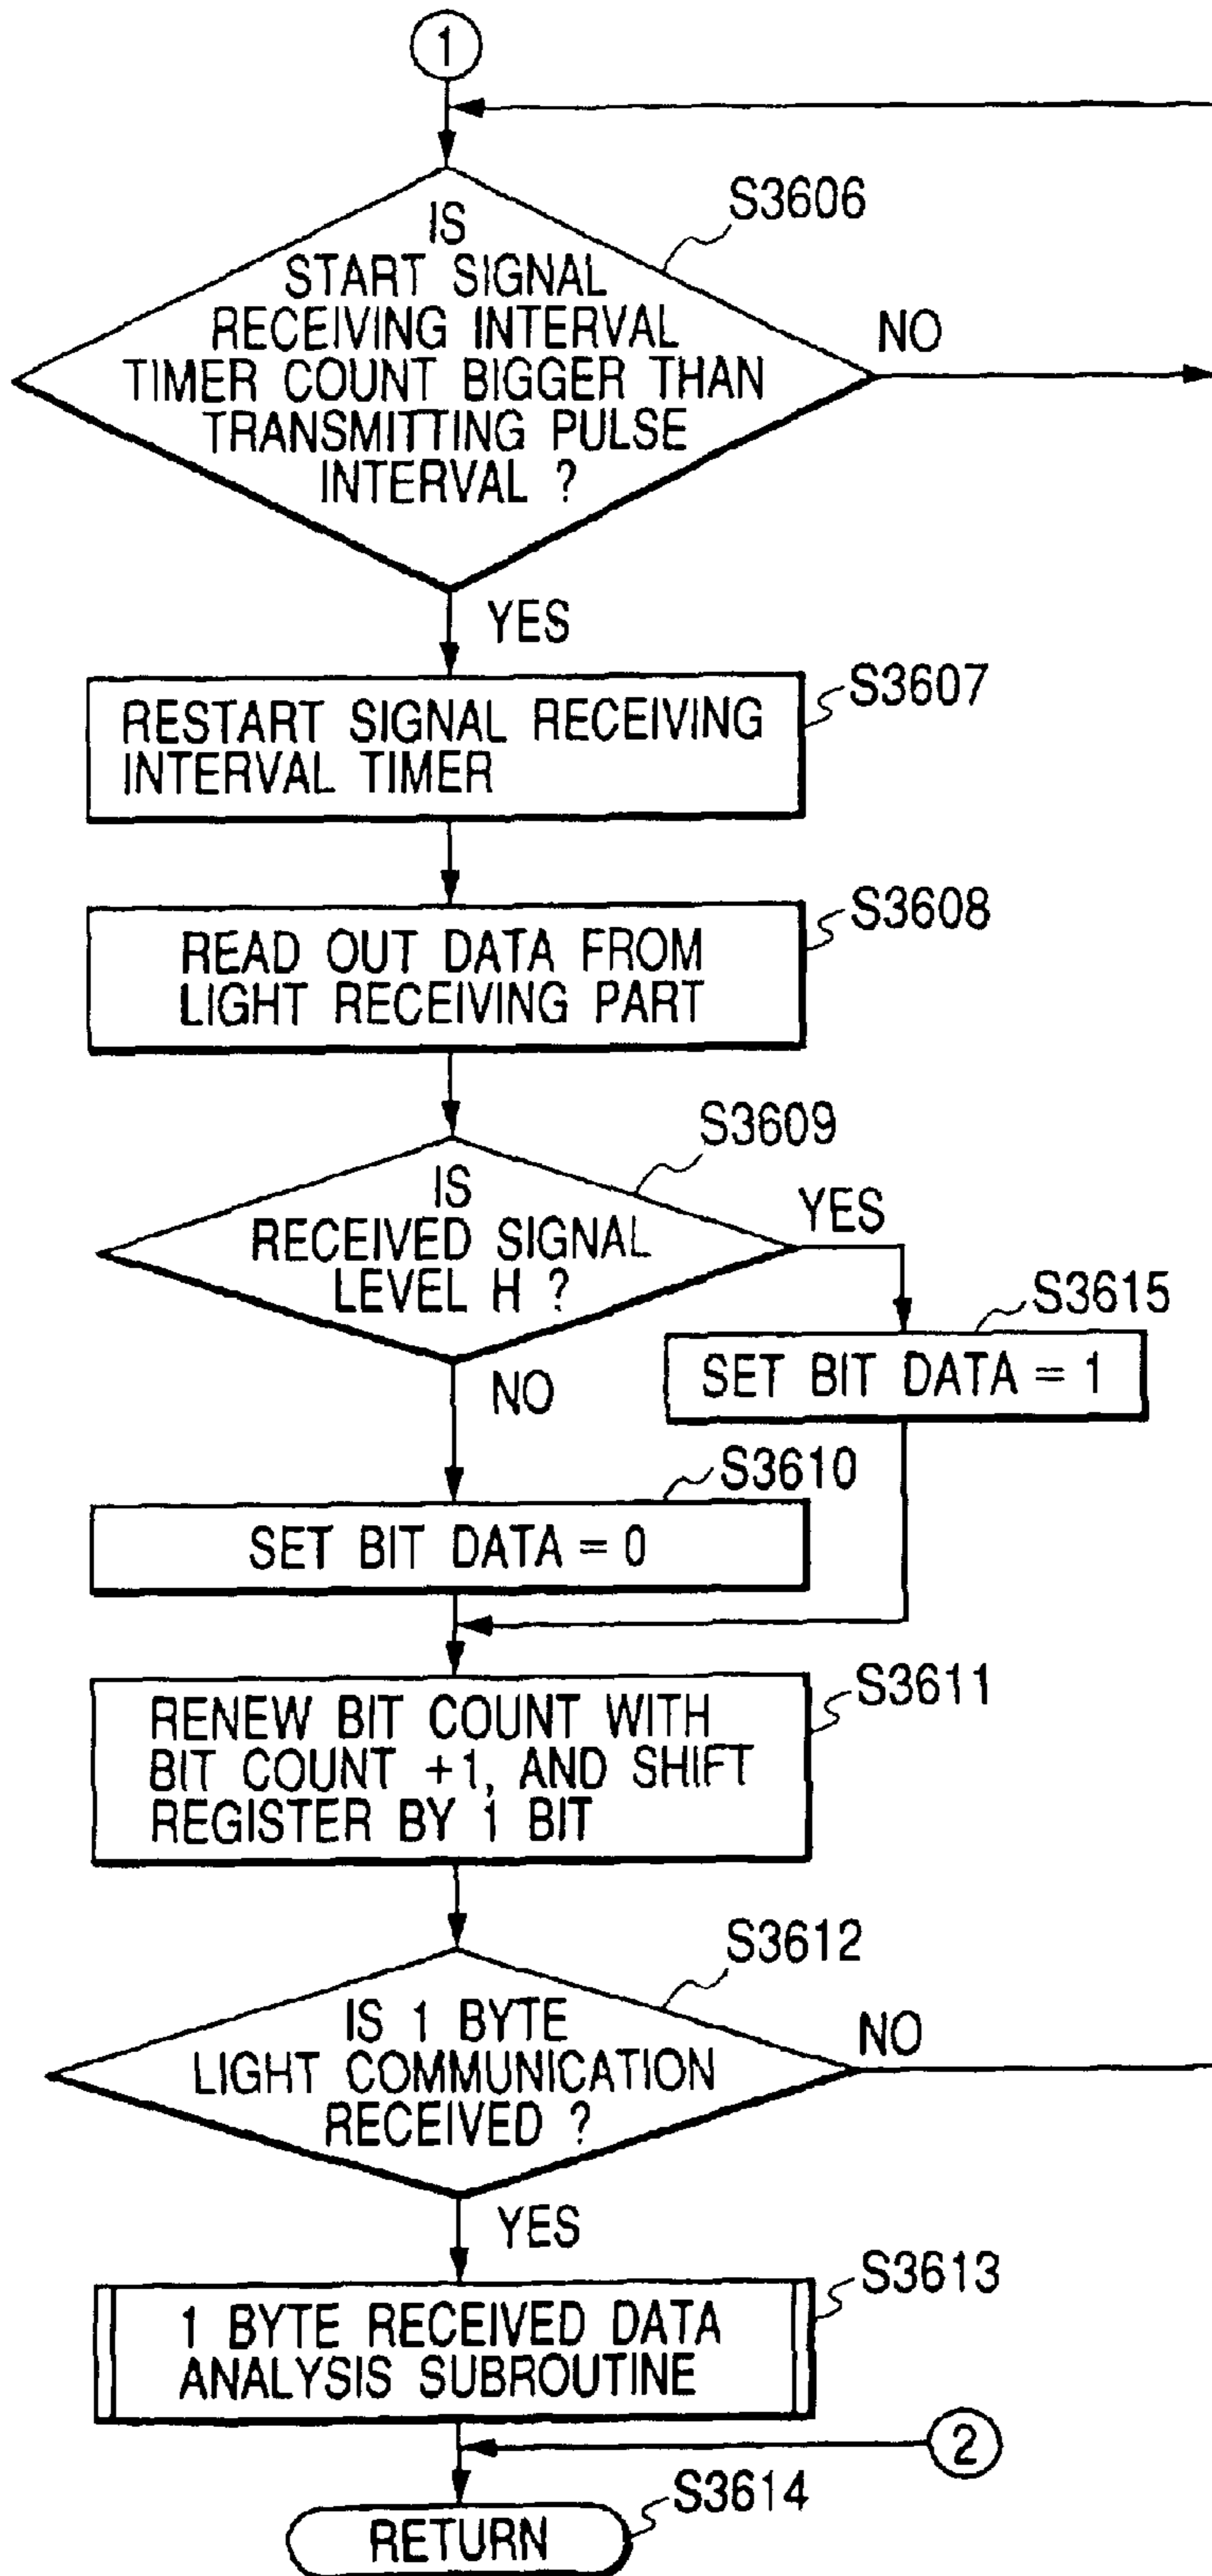 1
S3606
IS
START SIGNAL
RECEIVING INTERVAL
TIMER COUNT BIGGER THAN
TRANSMITTING PULSE
INTERVAL ?
NO
YES
S3607
RESTART SIGNAL RECEIVING
INTERVAL TIMER
S3608
READ OUT DATA FROM
LIGHT RECEIVING PART
S3609
IS
RECEIVED SIGNAL
LEVEL H ?
YES
NO
S3615
SET BIT DATA = 1
S3610
SET BIT DATA = 0
S3611
RENEW BIT COUNT WITH
BIT COUNT +1, AND SHIFT
REGISTER BY 1 BIT
S3612
IS 1 BYTE
LIGHT COMMUNICATION
RECEIVED ?
NO
YES
S3613
1 BYTE RECEIVED DATA
ANALYSIS SUBROUTINE
2
S3614
RETURN